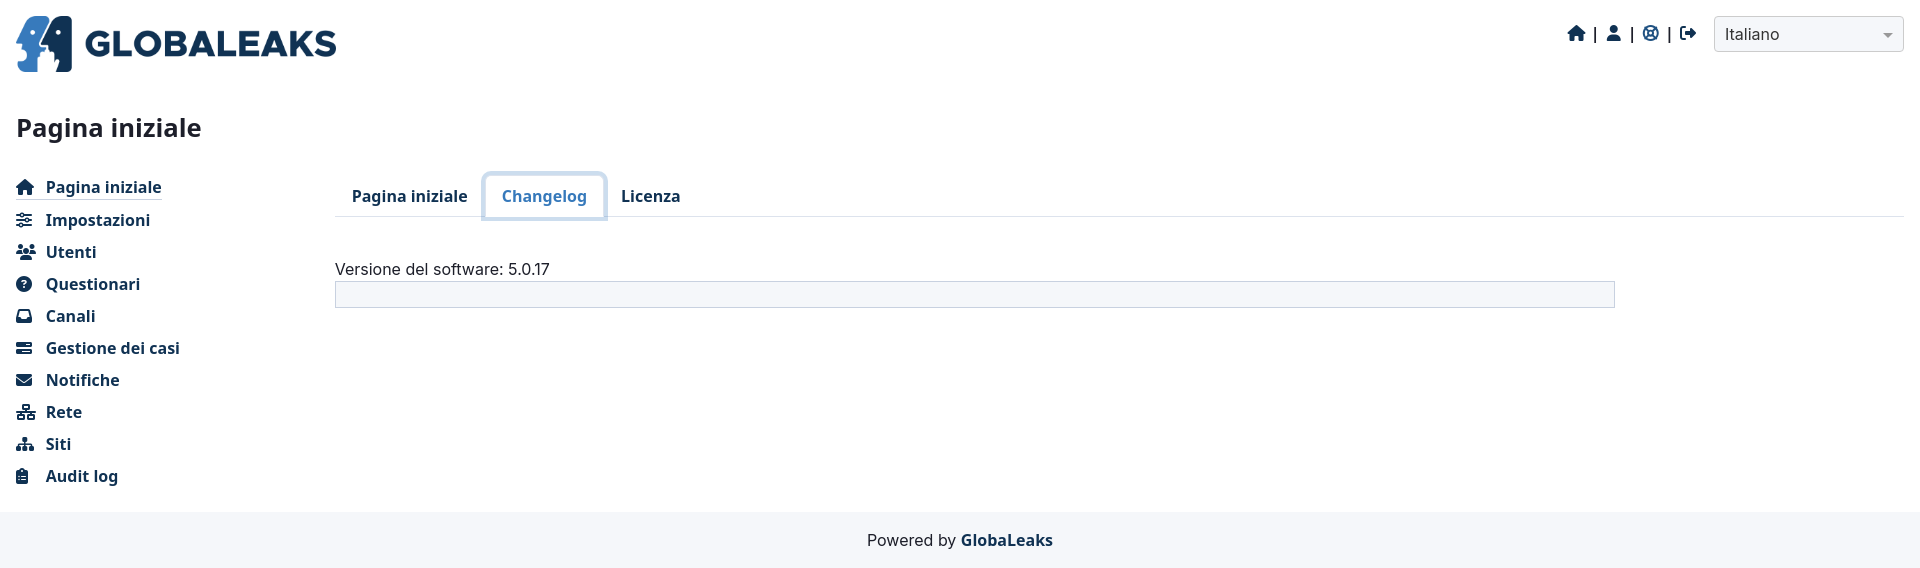 GLOBALEAKS
| | | Italiano
Pagina iniziale
Pagina iniziale
Impostazioni
Utenti
Questionari
Canali
Gestione dei casi
Notifiche
Rete
Siti
Audit log
Pagina iniziale Changelog Licenza
Versione del software: 5.0.17
Powered by GlobaLeaks